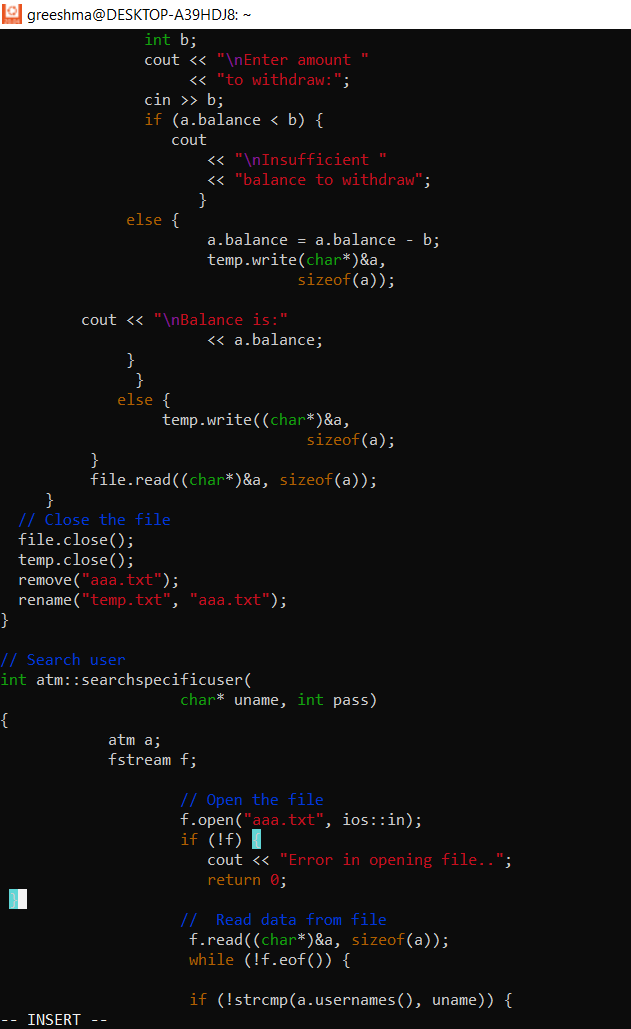 greeshma@DESKTOP-A39HDJ8: ~
int b;
cout << "\nEnter amount "
<< "to withdraw:";
cin >> b;
if (a.balance < b) {
cout
<< "\nInsufficient "
<< "balance to withdraw";
}
else {
a.balance = a.balance - b;
temp.write(char*)&a,
sizeof(a));
cout << "\nBalance is:"
<< a.balance;
}
}
else {
temp.write((char*)&a,
sizeof(a);
}
file.read((char*)&a, sizeof(a));
}
// Close the file
file.close();
temp.close();
remove("aaa.txt");
rename("temp.txt", "aaa.txt");
}
// Search user
int atm::searchspecificuser(
char* uname, int pass)
{
atm a;
fstream f;
// Open the file
f.open("aaa.txt", ios::in);
if (!f) {
cout << "Error in opening file..";
return 0;
}
//  Read data from file
f.read((char*)&a, sizeof(a));
while (!f.eof()) {
if (!strcmp(a.usernames(), uname)) {
-- INSERT --